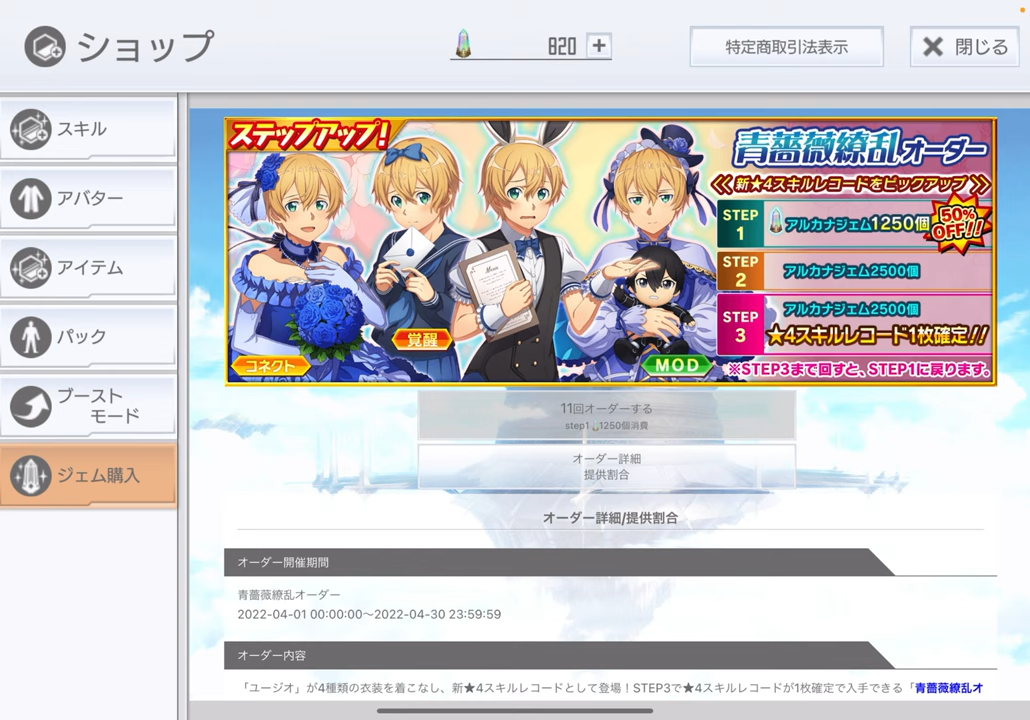 ショップ
820
特定商取引法表示
閉じる
スキル
アバター
アイテム
パック
ブースト
モード
ジェム購入
ステップアップ!
青薔薇繚乱オーダー
新★4スキルレコードをピックアップ
STEP
1
アルカナジェム1250個
50%
OFF!!
STEP
2
アルカナジェム2500個
STEP
3
アルカナジェム2500個
★4スキルレコード1枚確定!!
※STEP3まで回すと、STEP1に戻ります。
コネクト
覚醒
Menu
MOD
11回オーダーする
step1 1250個消費
オーダー詳細
提供割合
オーダー詳細/提供割合
オーダー開催期間
青薔薇繚乱オーダー
2022-04-01 00:00:00～2022-04-30 23:59:59
オーダー内容
「ユージオ」が4種類の衣装を着こなし、新★4スキルレコードとして登場！STEP3で★4スキルレコードが1枚確定で入手できる「青薔薇繚乱オ